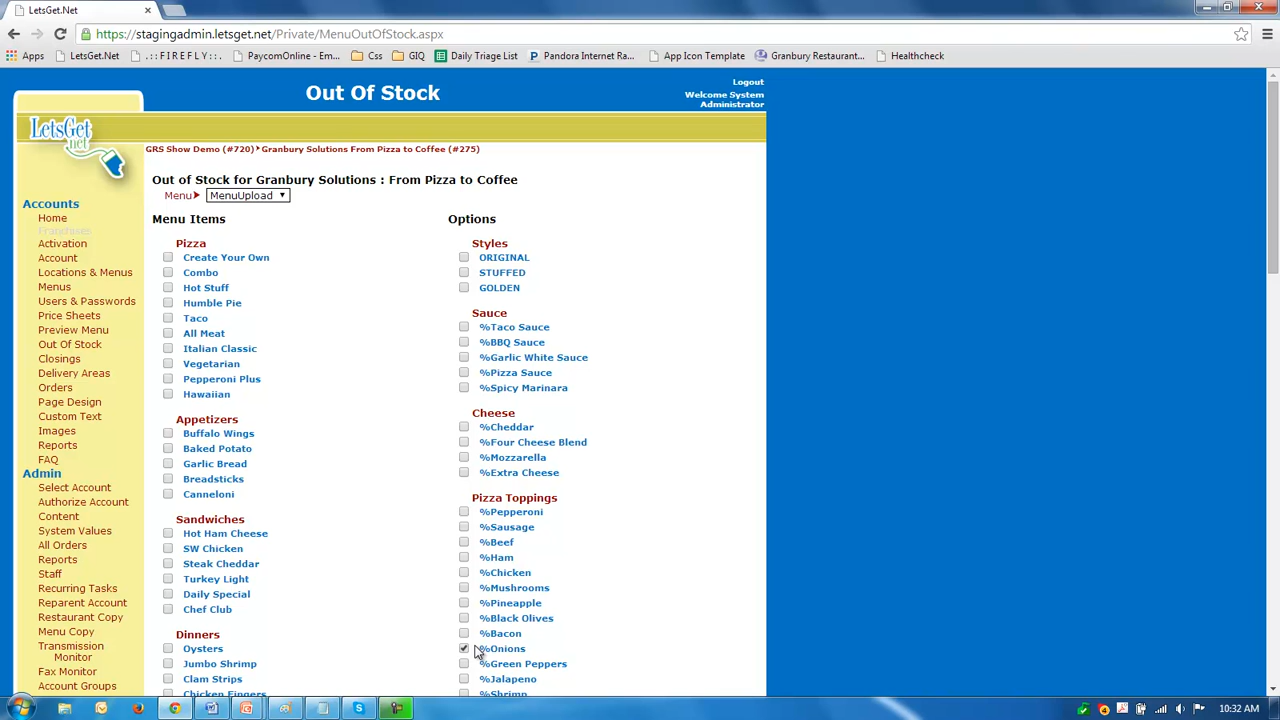 LetsGet.Net
https://stagingadmin.letsget.net/Private/MenuOutOfStock.aspx
Apps LetsGet.Net .::FIREFLY::. PaycomOnline - Em... Css GIQ Daily Triage List Pandora Internet Ra... App Icon Template Granbury Restaurant... Healthcheck
Out Of Stock
Logout
Welcome System
Administrator
LetsGet
.net
GRS Show Demo (#720) Granbury Solutions From Pizza to Coffee (#275)
Accounts
Home
Franchises
Activation
Account
Locations & Menus
Menus
Users & Passwords
Price Sheets
Preview Menu
Out Of Stock
Closings
Delivery Areas
Orders
Page Design
Custom Text
Images
Reports
FAQ
Admin
Select Account
Authorize Account
Content
System Values
All Orders
Reports
Staff
Recurring Tasks
Reparent Account
Restaurant Copy
Menu Copy
Transmission
Monitor
Fax Monitor
Account Groups
Out of Stock for Granbury Solutions : From Pizza to Coffee
Menu MenuUpload
Menu Items
Pizza
Create Your Own
Combo
Hot Stuff
Humble Pie
Taco
All Meat
Italian Classic
Vegetarian
Pepperoni Plus
Hawaiian
Appetizers
Buffalo Wings
Baked Potato
Garlic Bread
Breadsticks
Canneloni
Sandwiches
Hot Ham Cheese
SW Chicken
Steak Cheddar
Turkey Light
Daily Special
Chef Club
Dinners
Oysters
Jumbo Shrimp
Clam Strips
Chicken Fingers
Options
Styles
ORIGINAL
STUFFED
GOLDEN
Sauce
%Taco Sauce
%BBQ Sauce
%Garlic White Sauce
%Pizza Sauce
%Spicy Marinara
Cheese
%Cheddar
%Four Cheese Blend
%Mozzarella
%Extra Cheese
Pizza Toppings
%Pepperoni
%Sausage
%Beef
%Ham
%Chicken
%Mushrooms
%Pineapple
%Black Olives
%Bacon
%Onions
%Green Peppers
%Jalapeno
%Shrimp
10:32 AM